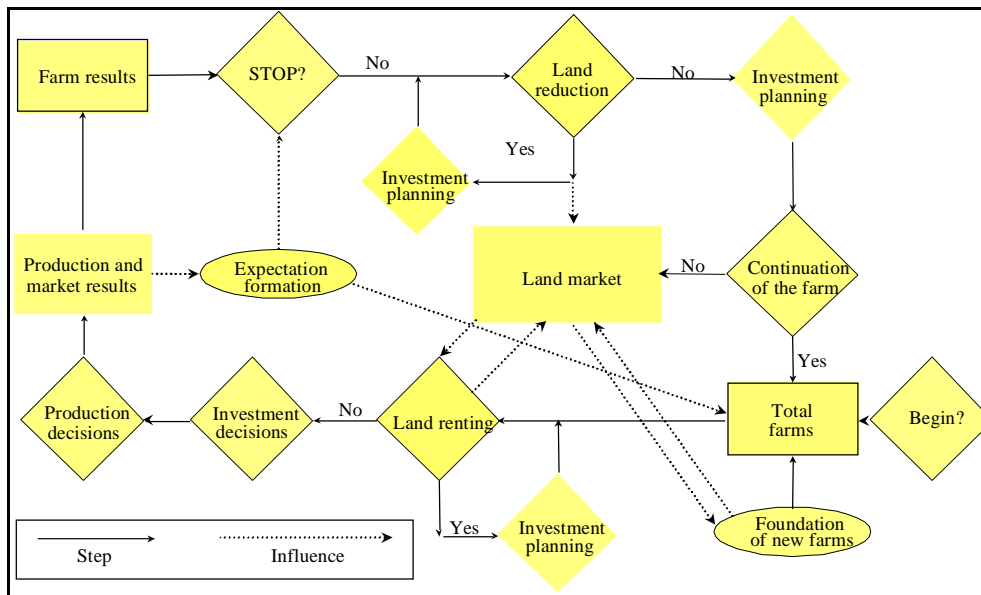 Farm results
STOP?
No
Land
reduction
No
Investment
planning
Yes
Investment
planning
Production and
market results
Expectation
formation
Land market
No
Continuation
of the farm
Yes
Production
decisions
Investment
decisions
No
Land renting
Total
farms
Begin?
Yes
Investment
planning
Foundation
of new farms
Step
Influence